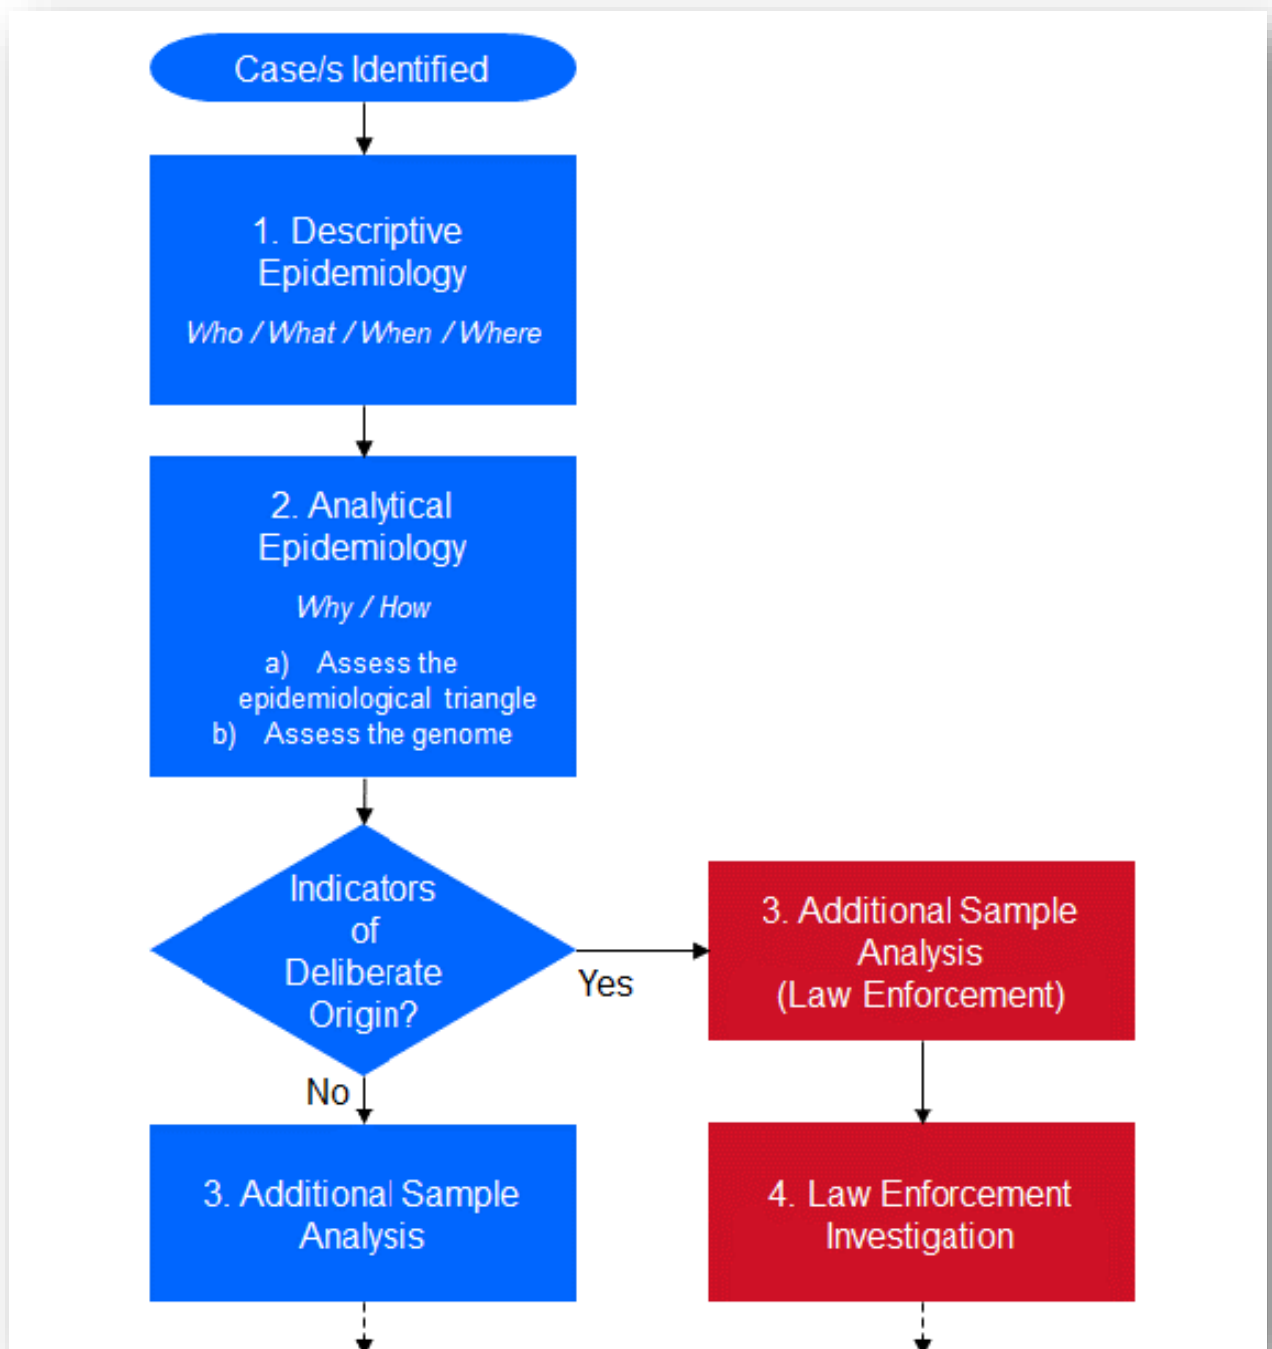 Case/s Identified
1. Descriptive
Epidemiology
Who / What / When / Where
2. Analytical
Epidemiology
Why / How
a) Assess the
epidemiological triangle
b) Assess the genome
Indicators
of
Deliberate
Origin?
Yes
No
3. Additional Sample
Analysis
(Law Enforcement)
3. Additional Sample
Analysis
4. Law Enforcement
Investigation